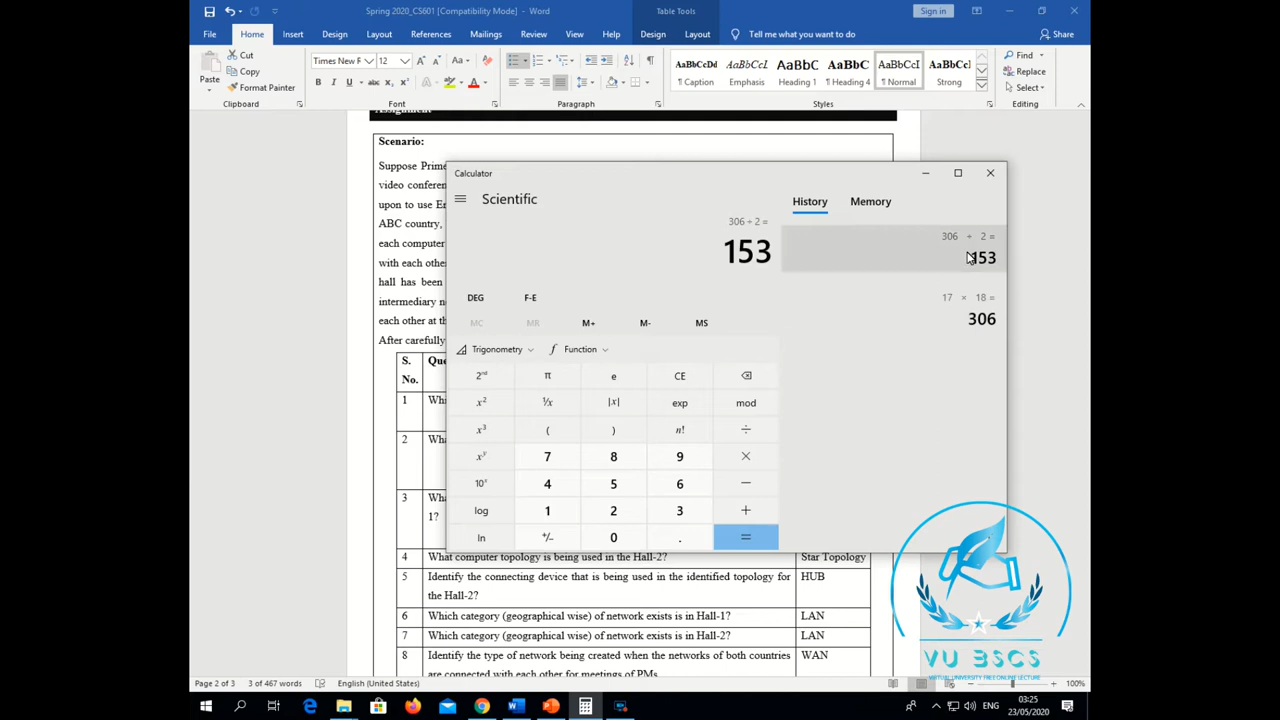 Spring 2020_CS601 [Compatibility Mode] - Word
Table Tools
Sign in
File Home Insert Design Layout References Mailings Review View Help Design Layout Tell me what you want to do Share
Paste
Cut
Copy
Format Painter
Clipboard
Times New R 12
Font
Paragraph
AaBbCcDd AaBbCcI AaBbC AaBbC AaBbCcI AaBbCc
¶ Caption Emphasis Heading 1 ¶ Heading 4 ¶ Normal Strong
Styles
Find
Replace
Select
Editing
Assignment
Scenario:
Suppose Prime
video conferen
upon to use En
ABC country,
each computer
with each other
hall has been
intermediary n
each other at th
After carefully
S. No. Que
1 Whi
2 Wha
3 Wha
1?
4 What computer topology is being used in the Hall-2? Star Topology
5 Identify the connecting device that is being used in the identified topology for HUB
the Hall-2?
6 Which category (geographical wise) of network exists is in Hall-1? LAN
7 Which category (geographical wise) of network exists is in Hall-2? LAN
8 Identify the type of network being created when the networks of both countries WAN
are connected with each other for meetings of PMs.
Calculator
Scientific
306 ÷ 2 =
153
History Memory
306 ÷ 2 =
153
17 × 18 =
306
DEG F-E
MC MR M+ M- MS
Trigonometry Function
2nd π e CE
x² ¹/x |x| exp mod
x³ ( ) n! ÷
xʸ 7 8 9 ×
10ˣ 4 5 6 −
log 1 2 3 +
ln +/− 0 . =
VU BSCS
VIRTUAL UNIVERSITY FREE ONLINE LECTURE
Page 2 of 3 3 of 467 words English (United States) 100%
ENG
03:25
23/05/2020